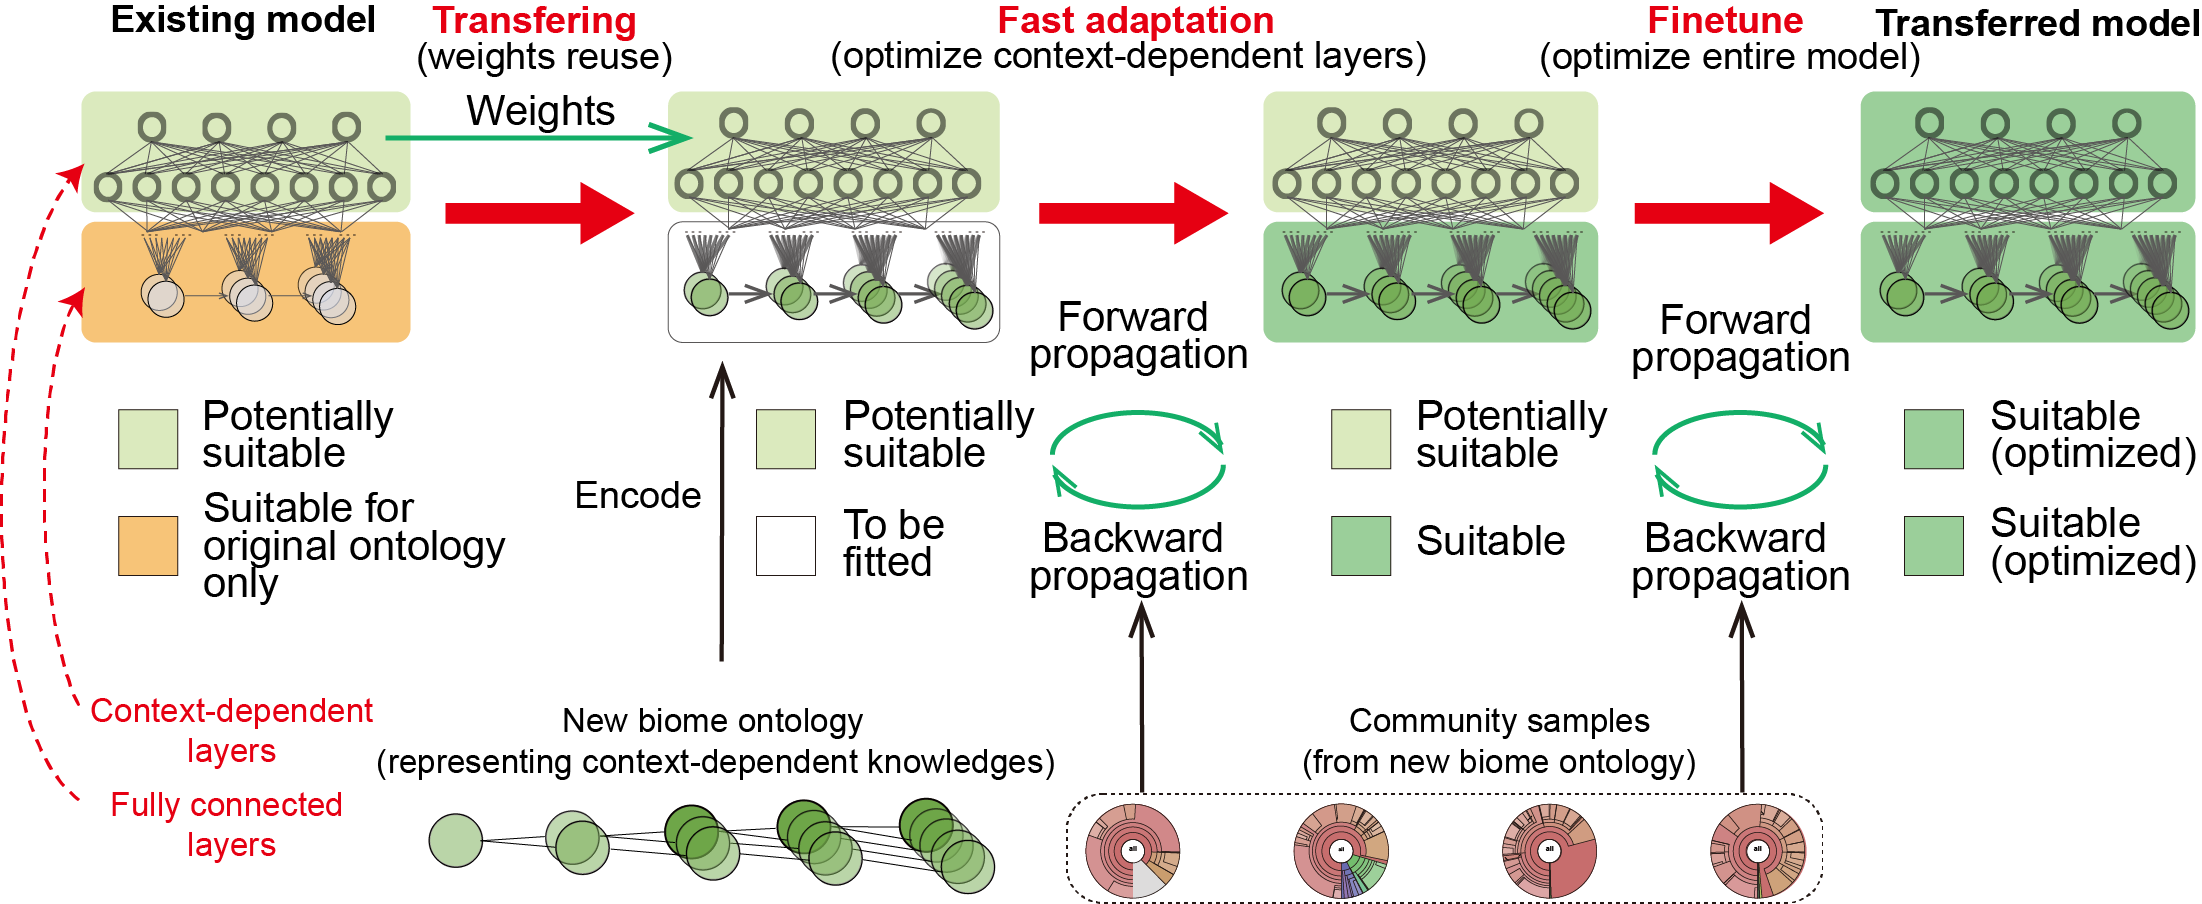 Existing model
Transfering
(weights reuse)
Fast adaptation
(optimize context-dependent layers)
Finetune
(optimize entire model)
Transferred model
Weights
Forward
propagation
Forward
propagation
Potentially
suitable
Suitable for
original ontology
only
Encode
Potentially
suitable
To be
fitted
Backward
propagation
Potentially
suitable
Suitable
Backward
propagation
Suitable
(optimized)
Suitable
(optimized)
Context-dependent
layers
Fully connected
layers
New biome ontology
(representing context-dependent knowledges)
Community samples
(from new biome ontology)
all
all
all
all